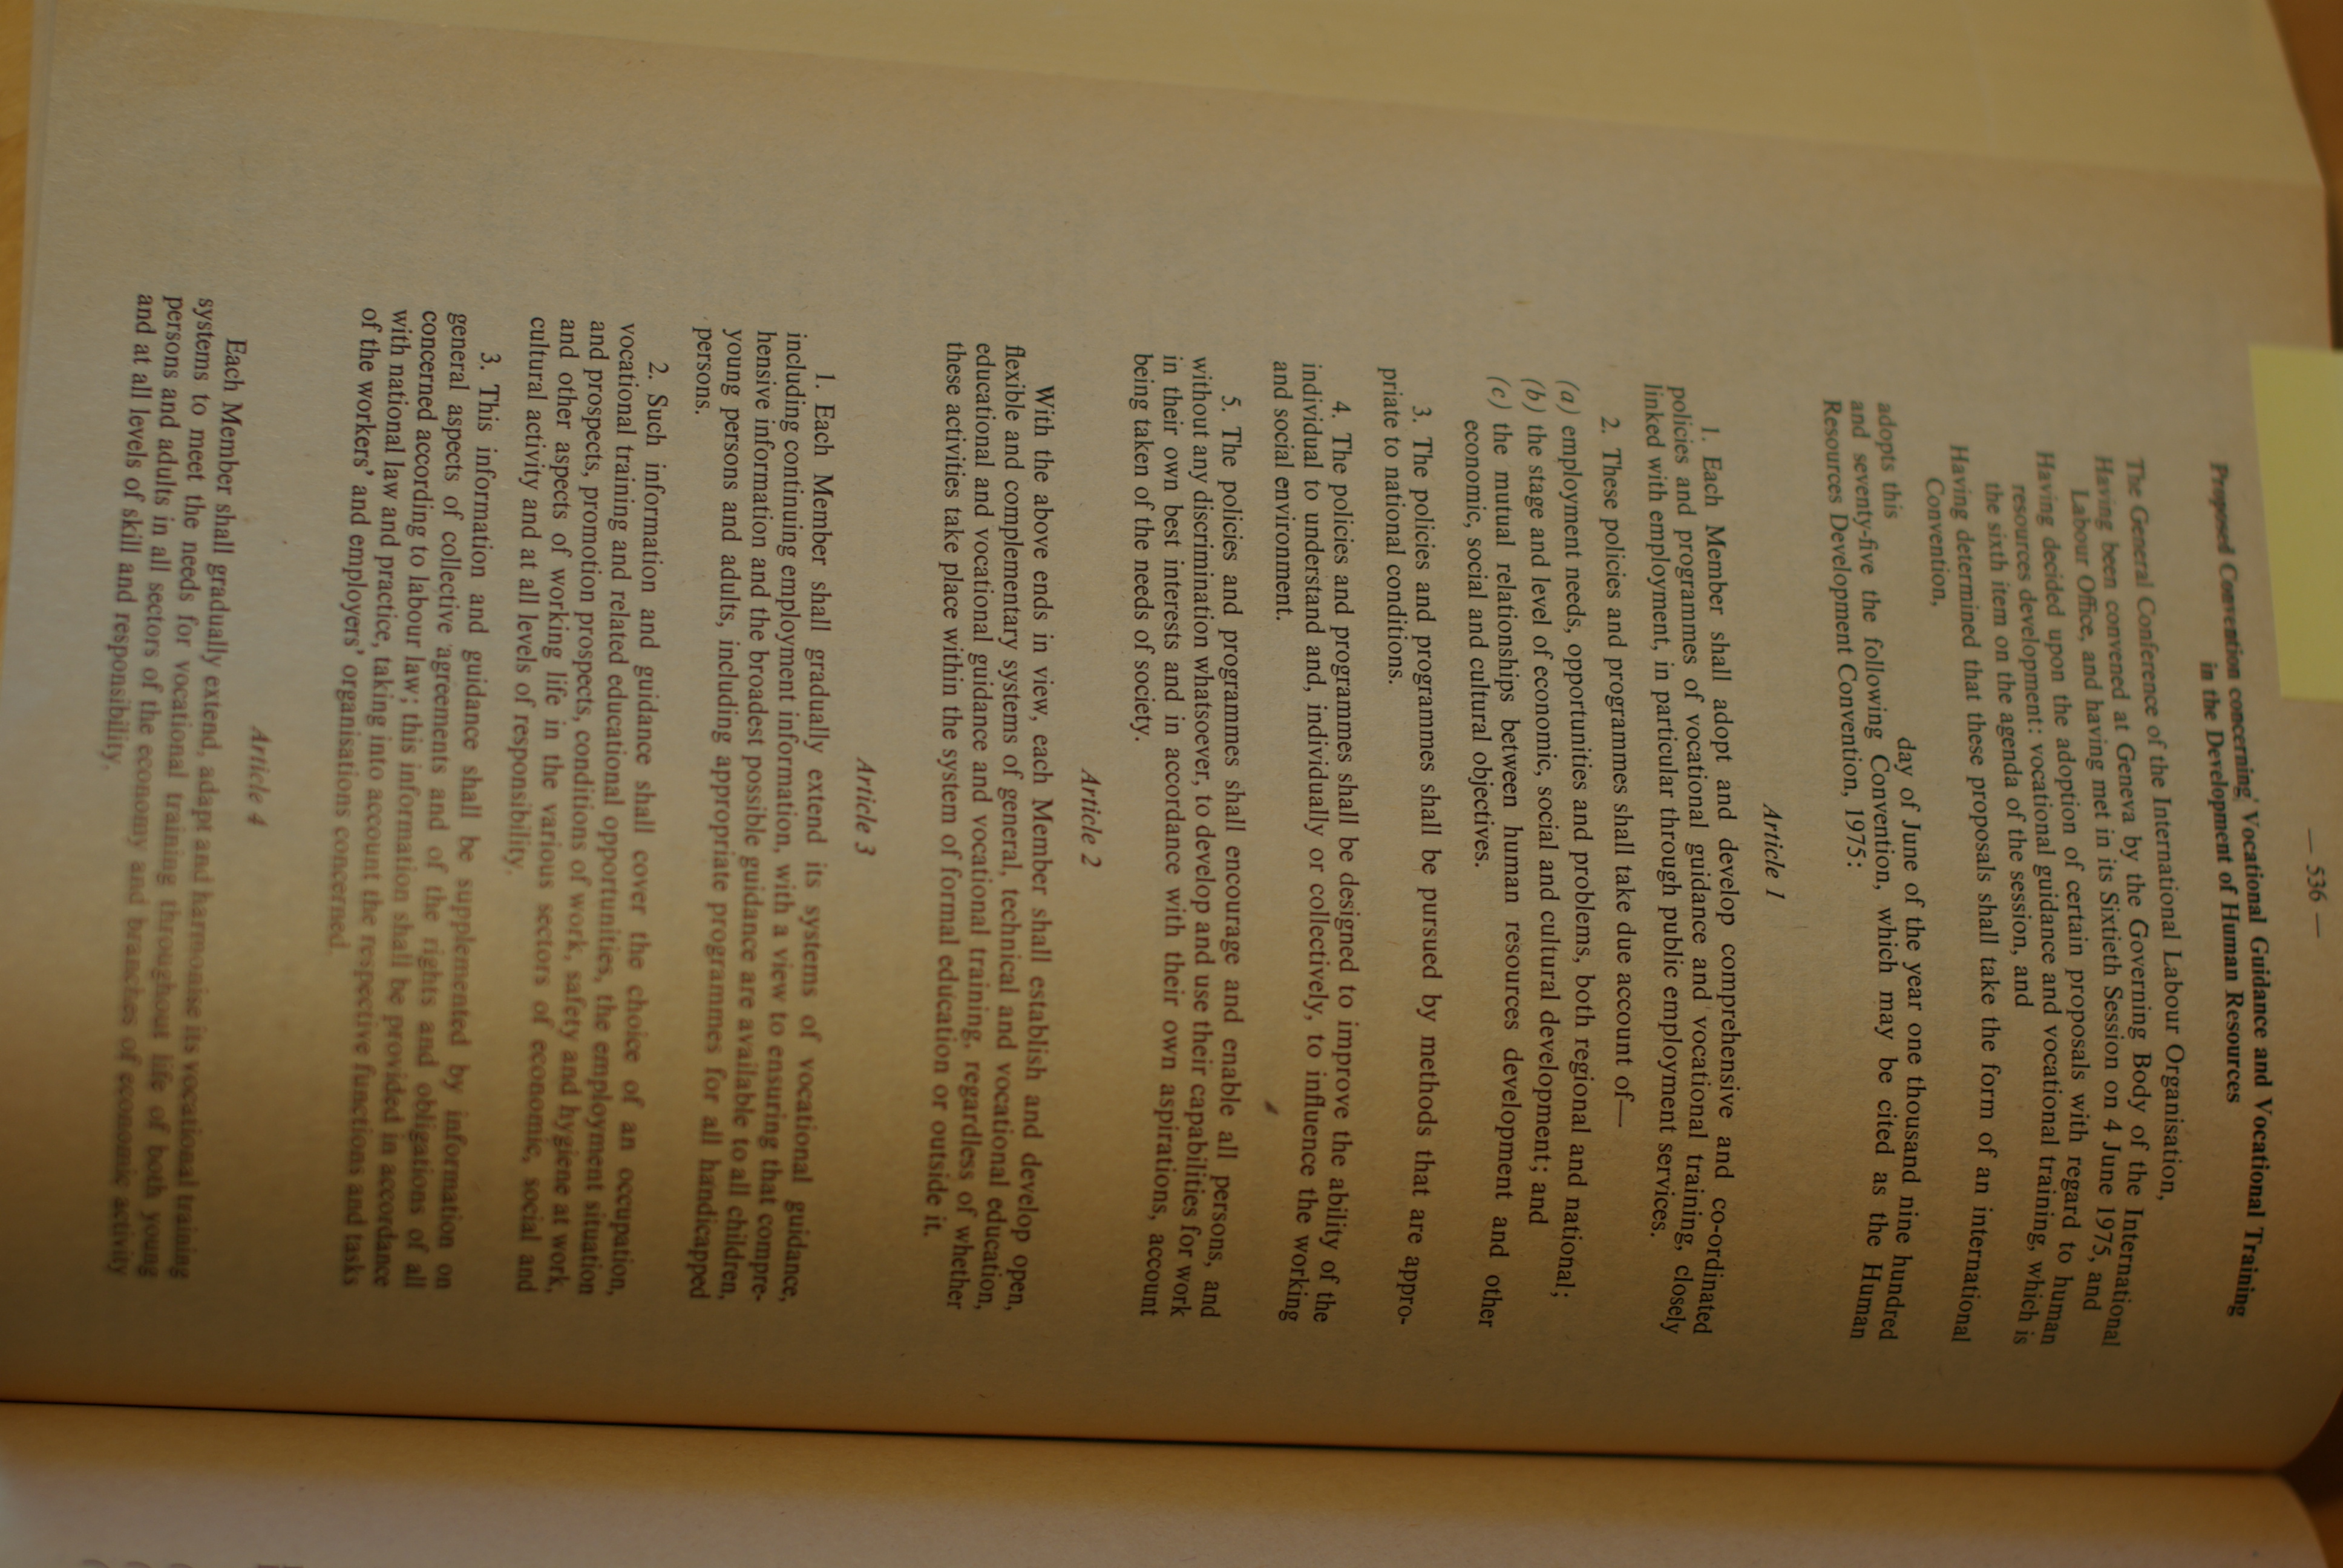 — 536 —
Proposed Convention concerning Vocational Guidance and Vocational Training
in the Development of Human Resources
The General Conference of the International Labour Organisation,
Having been convened at Geneva by the Governing Body of the International
Labour Office, and having met in its Sixtieth Session on 4 June 1975, and
Having decided upon the adoption of certain proposals with regard to human
resources development: vocational guidance and vocational training, which is
the sixth item on the agenda of the session, and
Having determined that these proposals shall take the form of an international
Convention,
adopts this day of June of the year one thousand nine hundred
and seventy-five the following Convention, which may be cited as the Human
Resources Development Convention, 1975:
Article 1
1. Each Member shall adopt and develop comprehensive and co-ordinated
policies and programmes of vocational guidance and vocational training, closely
linked with employment, in particular through public employment services.
2. These policies and programmes shall take due account of—
(a) employment needs, opportunities and problems, both regional and national;
(b) the stage and level of economic, social and cultural development; and
(c) the mutual relationships between human resources development and other
economic, social and cultural objectives.
3. The policies and programmes shall be pursued by methods that are appro-
priate to national conditions.
4. The policies and programmes shall be designed to improve the ability of the
individual to understand and, individually or collectively, to influence the working
and social environment.
5. The policies and programmes shall encourage and enable all persons, and
without any discrimination whatsoever, to develop and use their capabilities for work
in their own best interests and in accordance with their own aspirations, account
being taken of the needs of society.
Article 2
With the above ends in view, each Member shall establish and develop open,
flexible and complementary systems of general, technical and vocational education,
educational and vocational guidance and vocational training, regardless of whether
these activities take place within the system of formal education or outside it.
Article 3
1. Each Member shall gradually extend its systems of vocational guidance,
including continuing employment information, with a view to ensuring that compre-
hensive information and the broadest possible guidance are available to all children,
young persons and adults, including appropriate programmes for all handicapped
persons.
2. Such information and guidance shall cover the choice of an occupation,
vocational training and related educational opportunities, the employment situation
and prospects, promotion prospects, conditions of work, safety and hygiene at work,
and other aspects of working life in the various sectors of economic, social and
cultural activity and at all levels of responsibility.
3. This information and guidance shall be supplemented by information on
general aspects of collective agreements and of the rights and obligations of all
concerned according to labour law; this information shall be provided in accordance
with national law and practice, taking into account the respective functions and tasks
of the workers' and employers' organisations concerned.
Article 4
Each Member shall gradually extend, adapt and harmonise its vocational training
systems to meet the needs for vocational training throughout life of both young
persons and adults in all sectors of the economy and branches of economic activity
and at all levels of skill and responsibility.